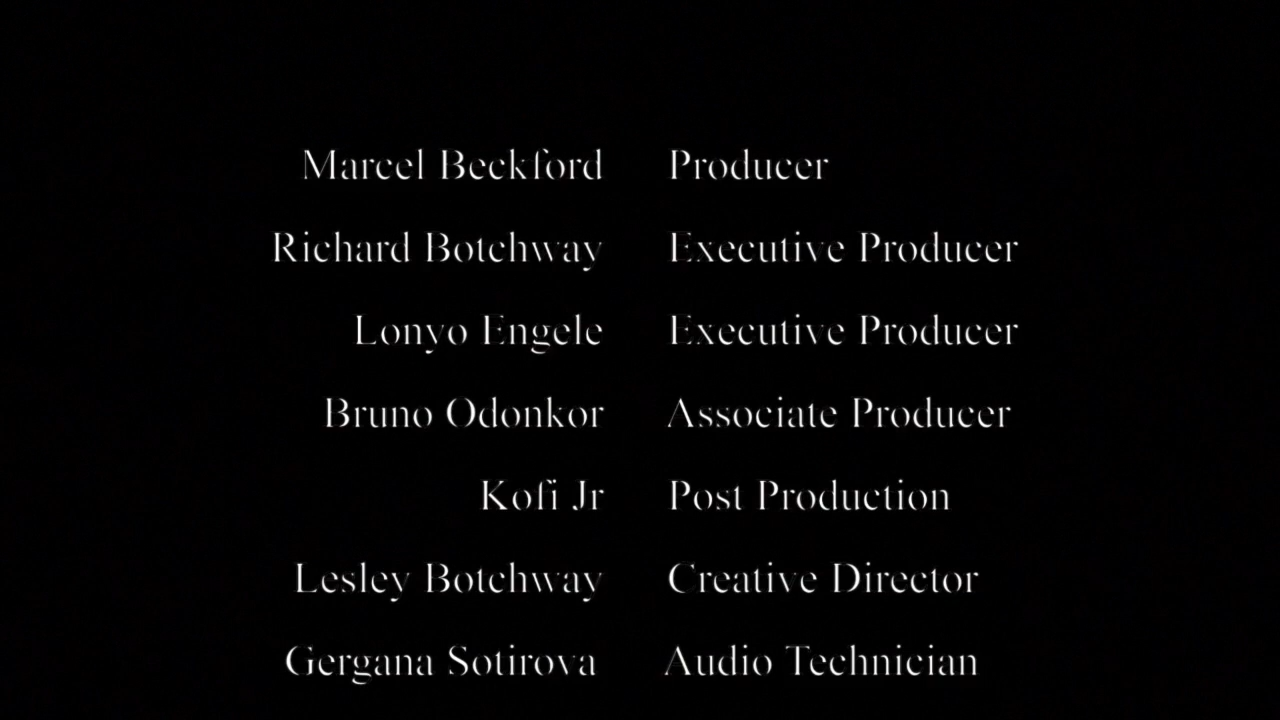 Marcel Beckford Producer
Richard Botchway Executive Producer
Lonyo Engele Executive Producer
Bruno Odonkor Associate Producer
Kofi Jr Post Production
Lesley Botchway Creative Director
Gergana Sotirova Audio Technician